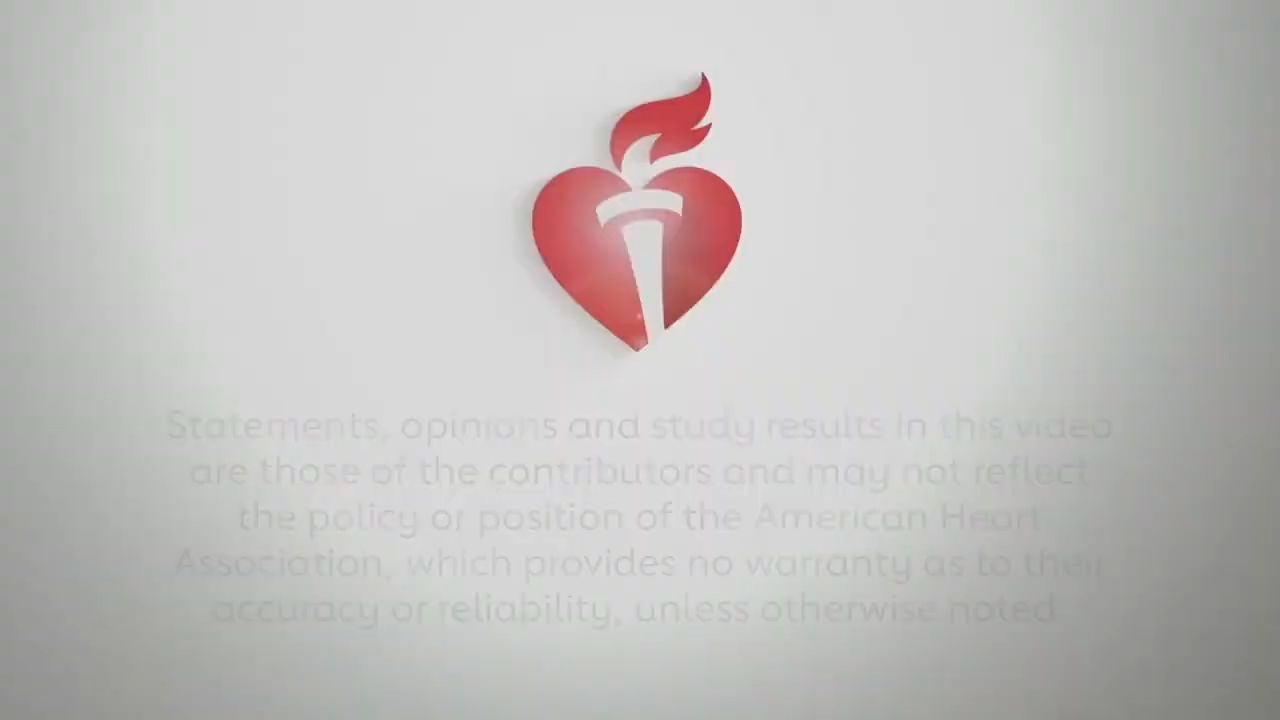 Statements, opinions and study results in this video
are those of the contributors and may not reflect
the policy or position of the American Heart
Association, which provides no warranty as to their
accuracy or reliability, unless otherwise noted